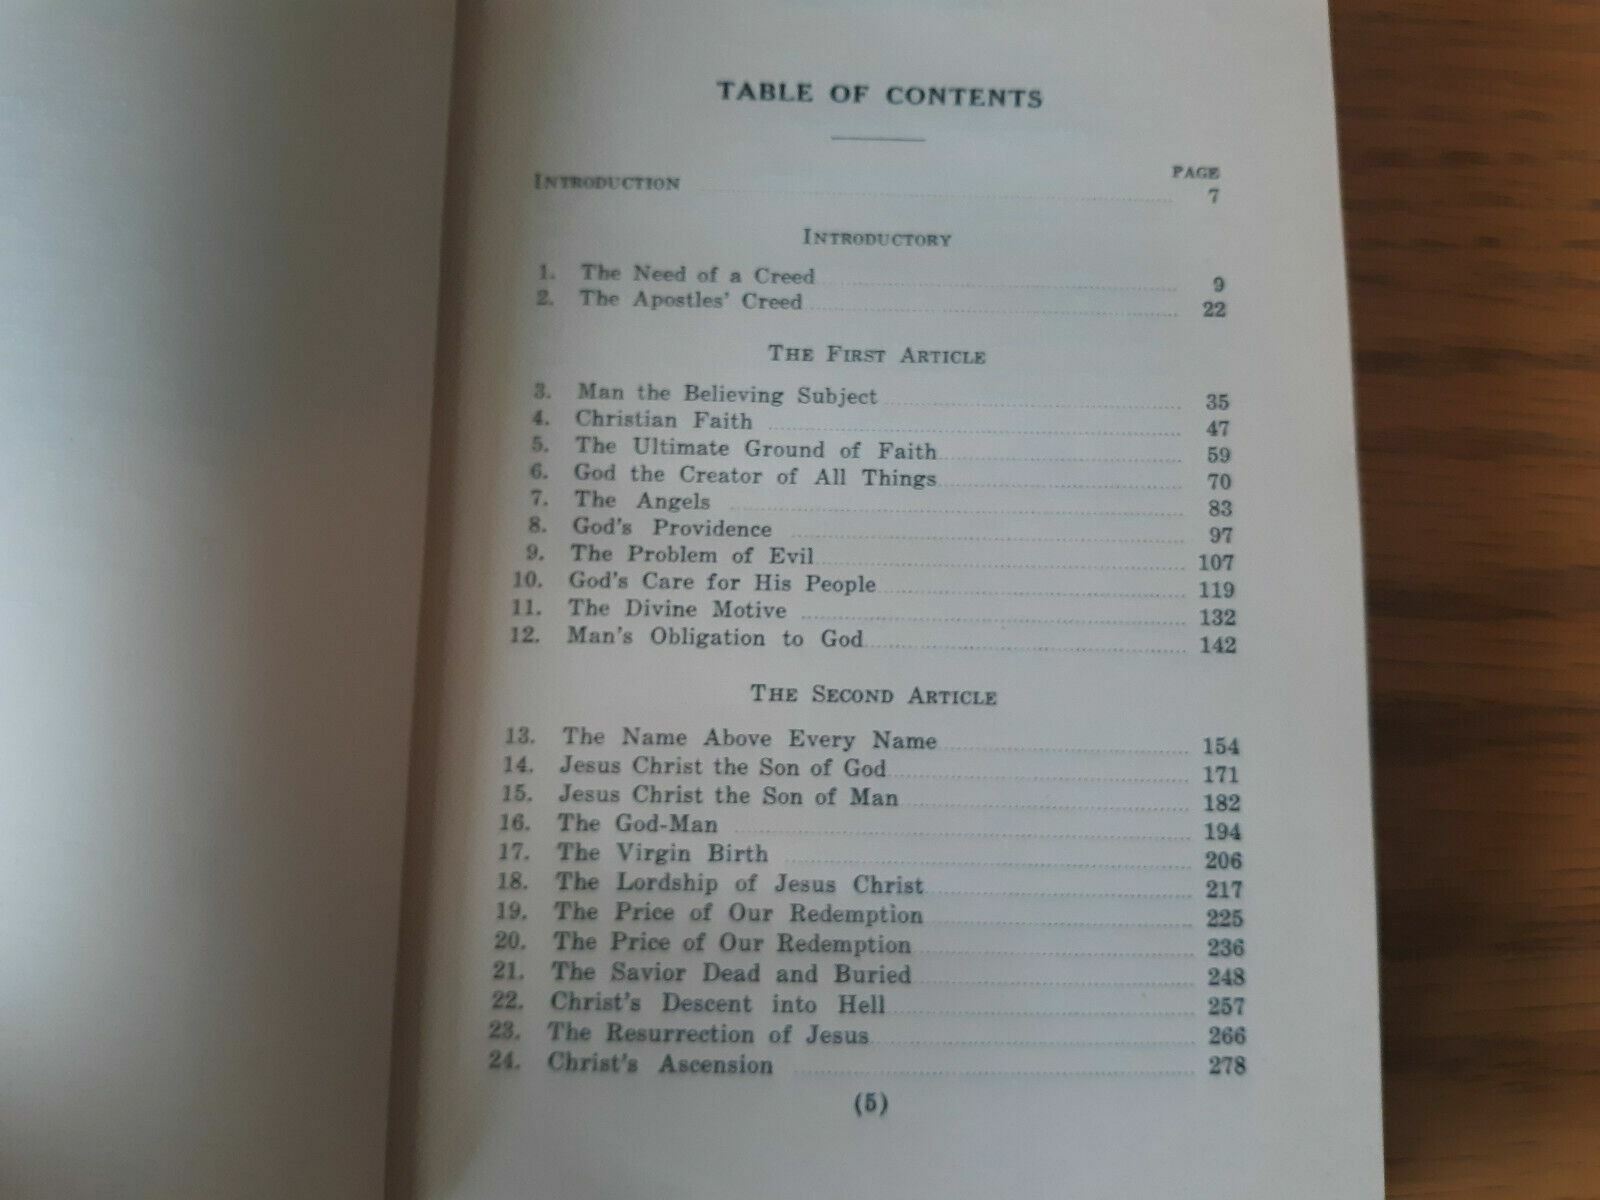 TABLE OF CONTENTS
PAGE
INTRODUCTION 7
INTRODUCTORY
1. The Need of a Creed 9
2. The Apostles' Creed 22
THE FIRST ARTICLE
3. Man the Believing Subject 35
4. Christian Faith 47
5. The Ultimate Ground of Faith 59
6. God the Creator of All Things 70
7. The Angels 83
8. God's Providence 97
9. The Problem of Evil 107
10. God's Care for His People 119
11. The Divine Motive 132
12. Man's Obligation to God 142
THE SECOND ARTICLE
13. The Name Above Every Name 154
14. Jesus Christ the Son of God 171
15. Jesus Christ the Son of Man 182
16. The God-Man 194
17. The Virgin Birth 206
18. The Lordship of Jesus Christ 217
19. The Price of Our Redemption 225
20. The Price of Our Redemption 236
21. The Savior Dead and Buried 248
22. Christ's Descent into Hell 257
23. The Resurrection of Jesus 266
24. Christ's Ascension 278
(5)